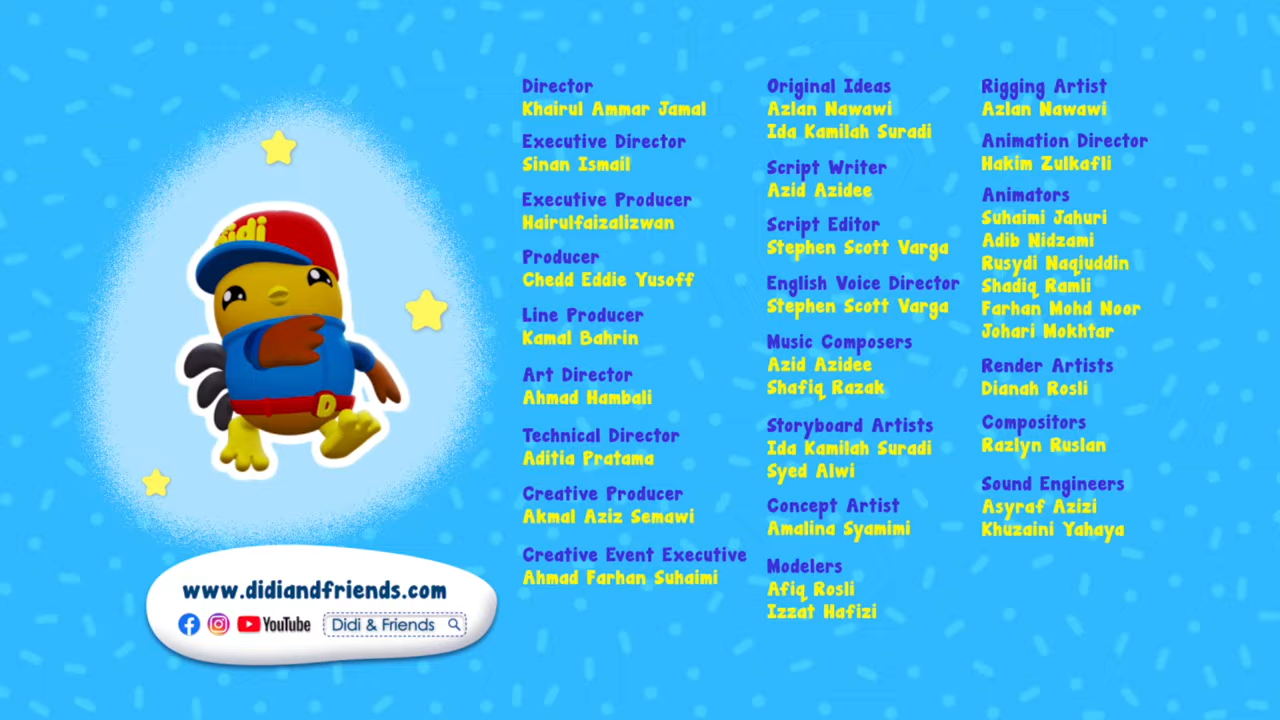 didi
D
www.didiandfriends.com
YouTube
Didi & Friends
Director
Khairul Ammar Jamal
Executive Director
Sinan Ismail
Executive Producer
Hairulfaizalizwan
Producer
Chedd Eddie Yusoff
Line Producer
Kamal Bahrin
Art Director
Ahmad Hambali
Technical Director
Aditia Pratama
Creative Producer
Akmal Aziz Semawi
Creative Event Executive
Ahmad Farhan Suhaimi
Original Ideas
Azlan Nawawi
Ida Kamilah Suradi
Script Writer
Azid Azidee
Script Editor
Stephen Scott Varga
English Voice Director
Stephen Scott Varga
Music Composers
Azid Azidee
Shafiq Razak
Storyboard Artists
Ida Kamilah Suradi
Syed Alwi
Concept Artist
Amalina Syamimi
Modelers
Afiq Rosli
Izzat Hafizi
Rigging Artist
Azlan Nawawi
Animation Director
Hakim Zulkafli
Animators
Suhaimi Jahuri
Adib Nidzami
Rusydi Naqiuddin
Shadiq Ramli
Farhan Mohd Noor
Johari Mokhtar
Render Artists
Dianah Rosli
Compositors
Razlyn Ruslan
Sound Engineers
Asyraf Azizi
Khuzaini Yahaya